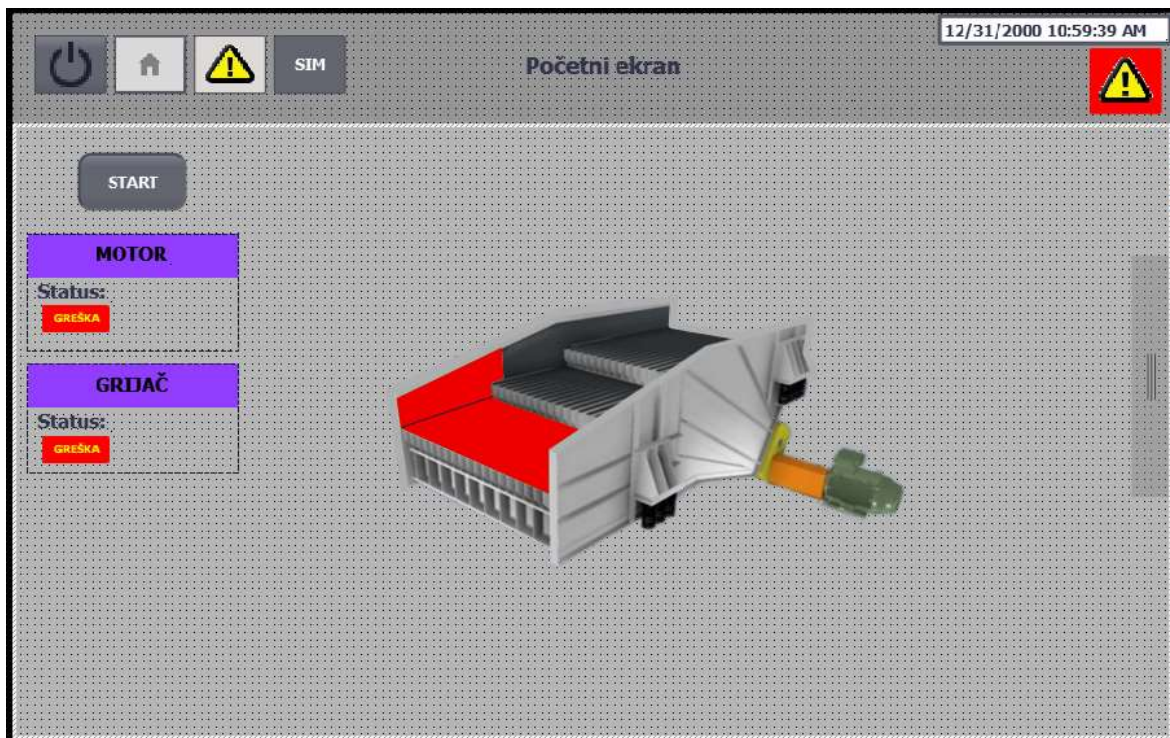 12/31/2000 10:59:39 AM
SIM
Početni ekran
START
MOTOR
Status:
GREŠKA
GRIJAČ
Status:
GREŠKA